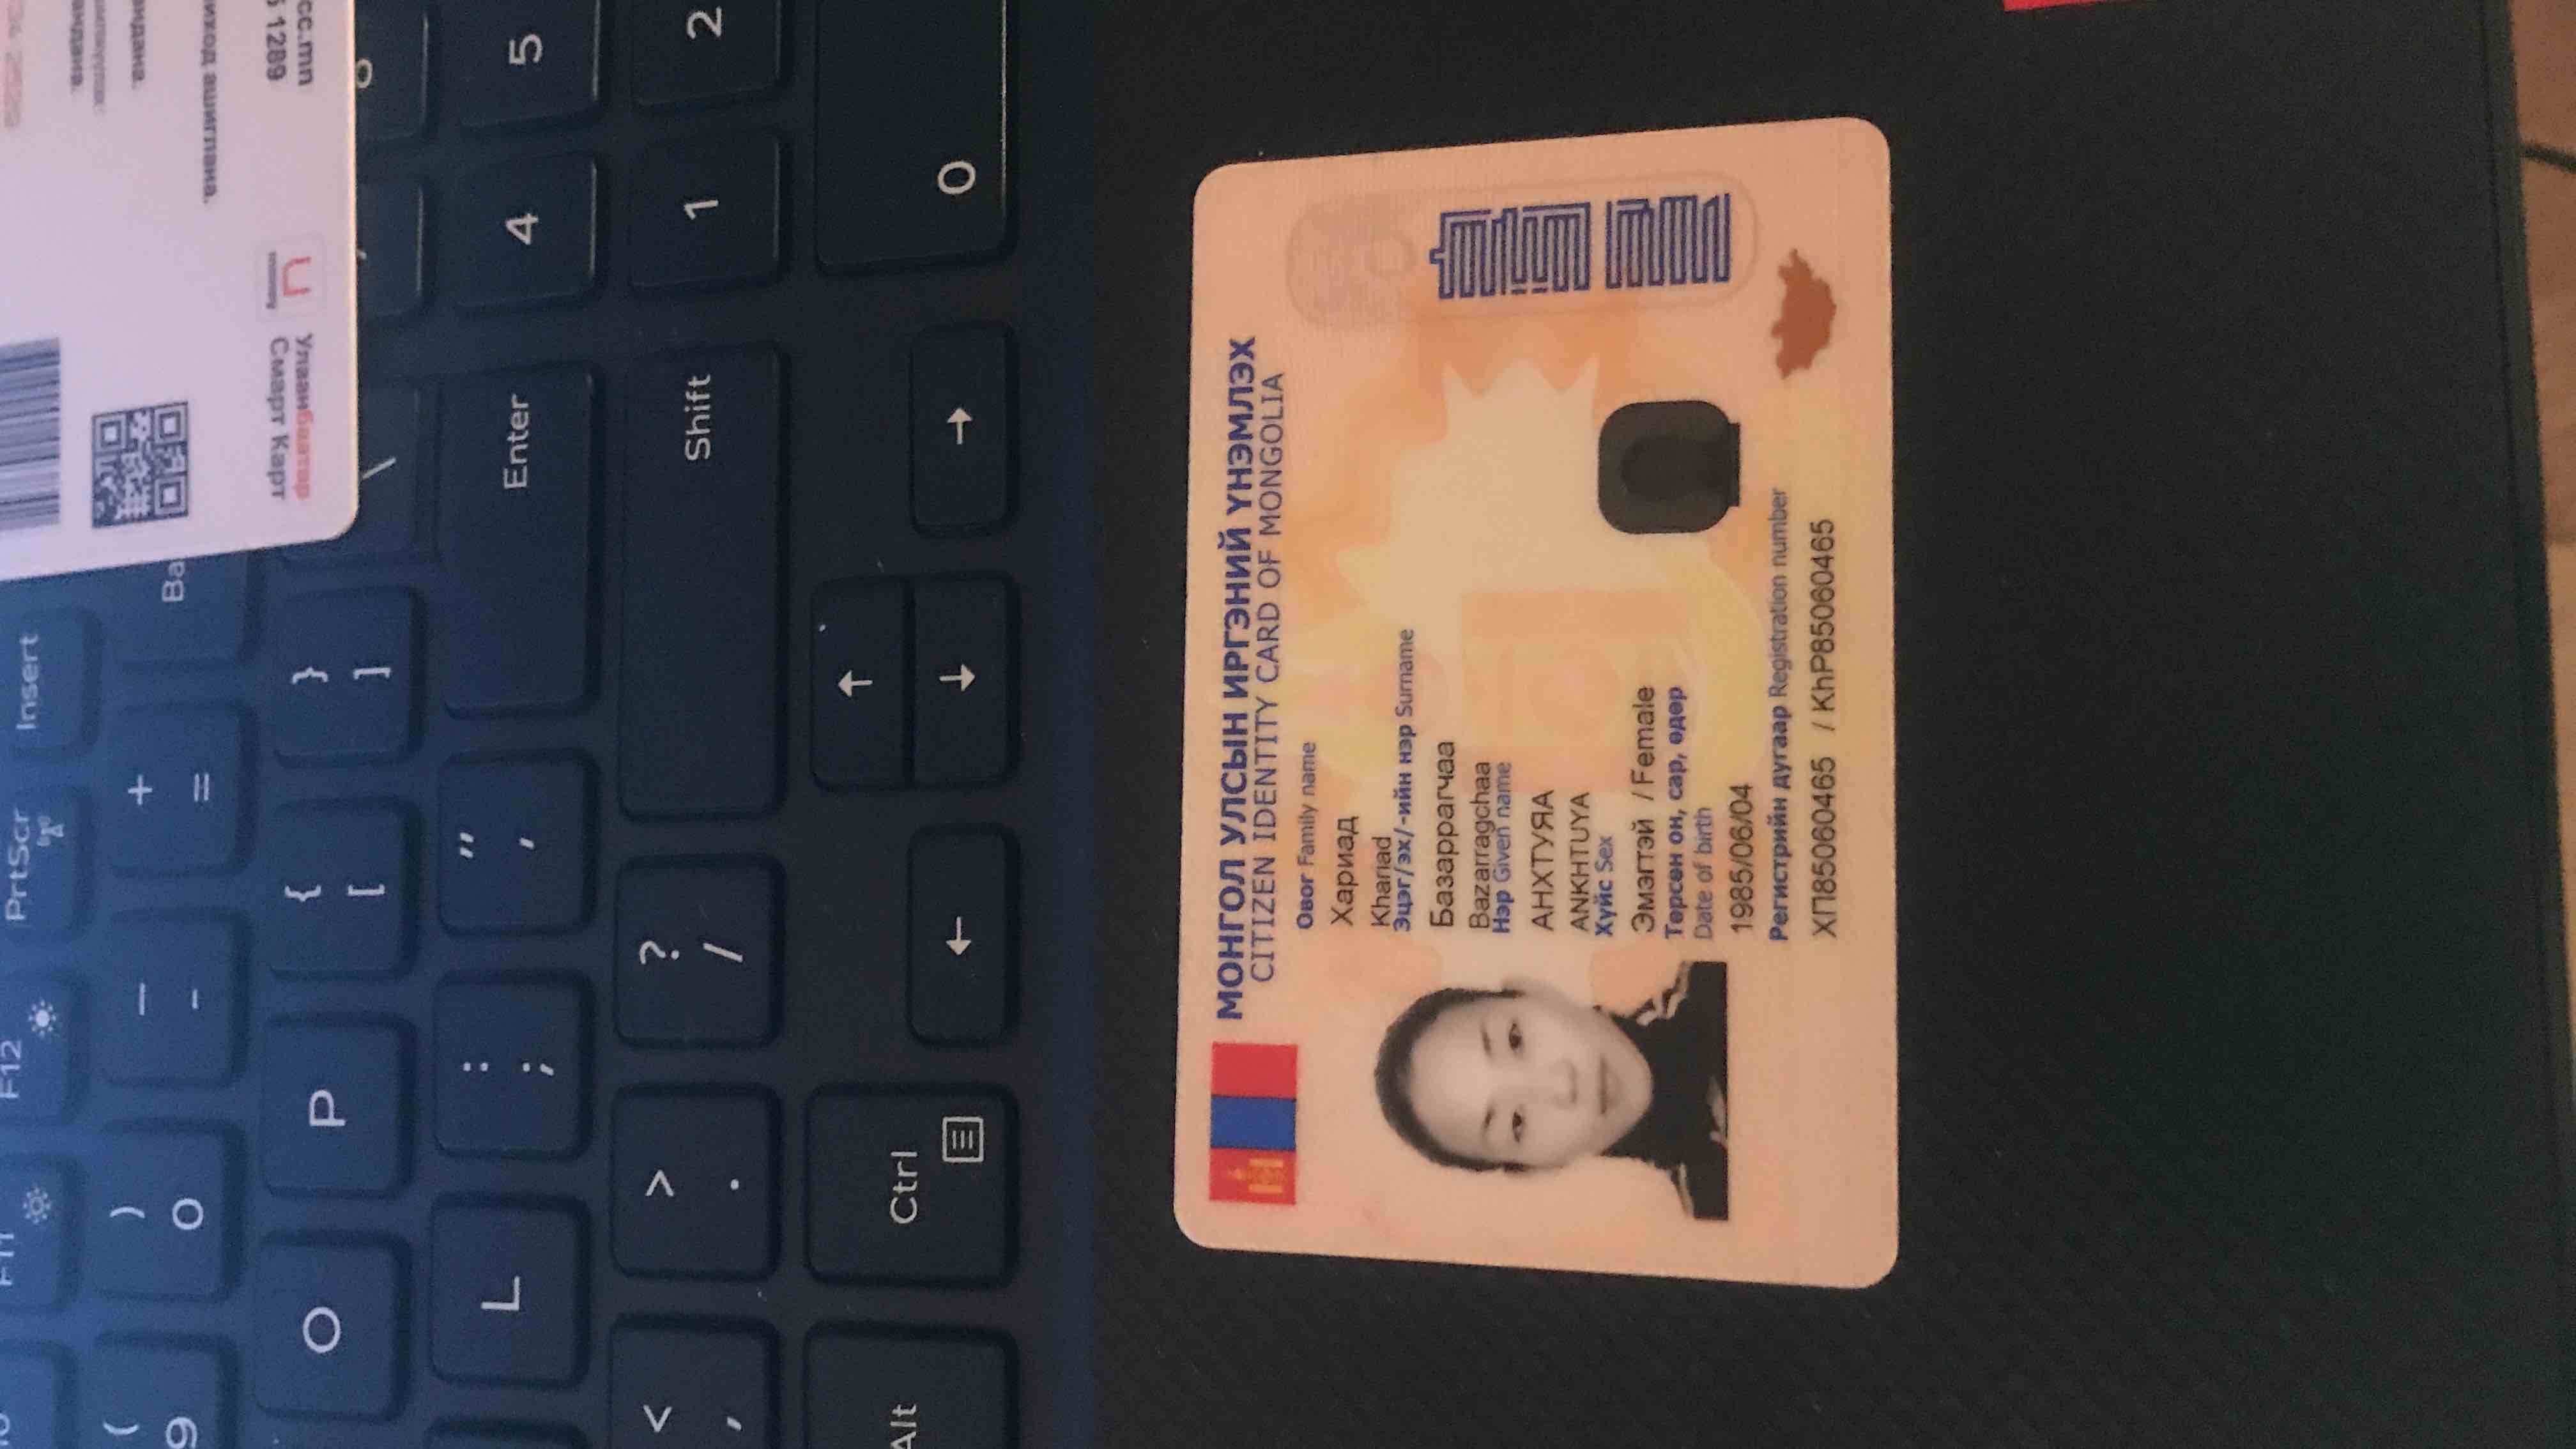 F11
F12
PrtScr
Insert
(
9
)
0
—
-
+
=
Ba
O
P
{
[
}
]
\
L
:
;
"
'
Enter
4
5
<
,
>
.
?
/
Shift
1
2
Alt
Ctrl
←
↑
↓
→
0
ашиглана.
1289
cc.mn
Улаанбаатар
Смарт Карт
U
money
МОНГОЛ УЛСЫН ИРГЭНИЙ ҮНЭМЛЭХ
CITIZEN IDENTITY CARD OF MONGOLIA
Овог Family name
Хариад
Khariad
Эцэг/эх/-ийн нэр Surname
Базаррагчаа
Bazarragchaa
Нэр Given name
АНХТУЯА
ANKHTUYA
Хүйс Sex
Эмэгтэй / Female
Төрсөн он, сар, өдөр
Date of birth
1985/06/04
Регистрийн дугаар Registration number
ХП85060465 / KhP85060465